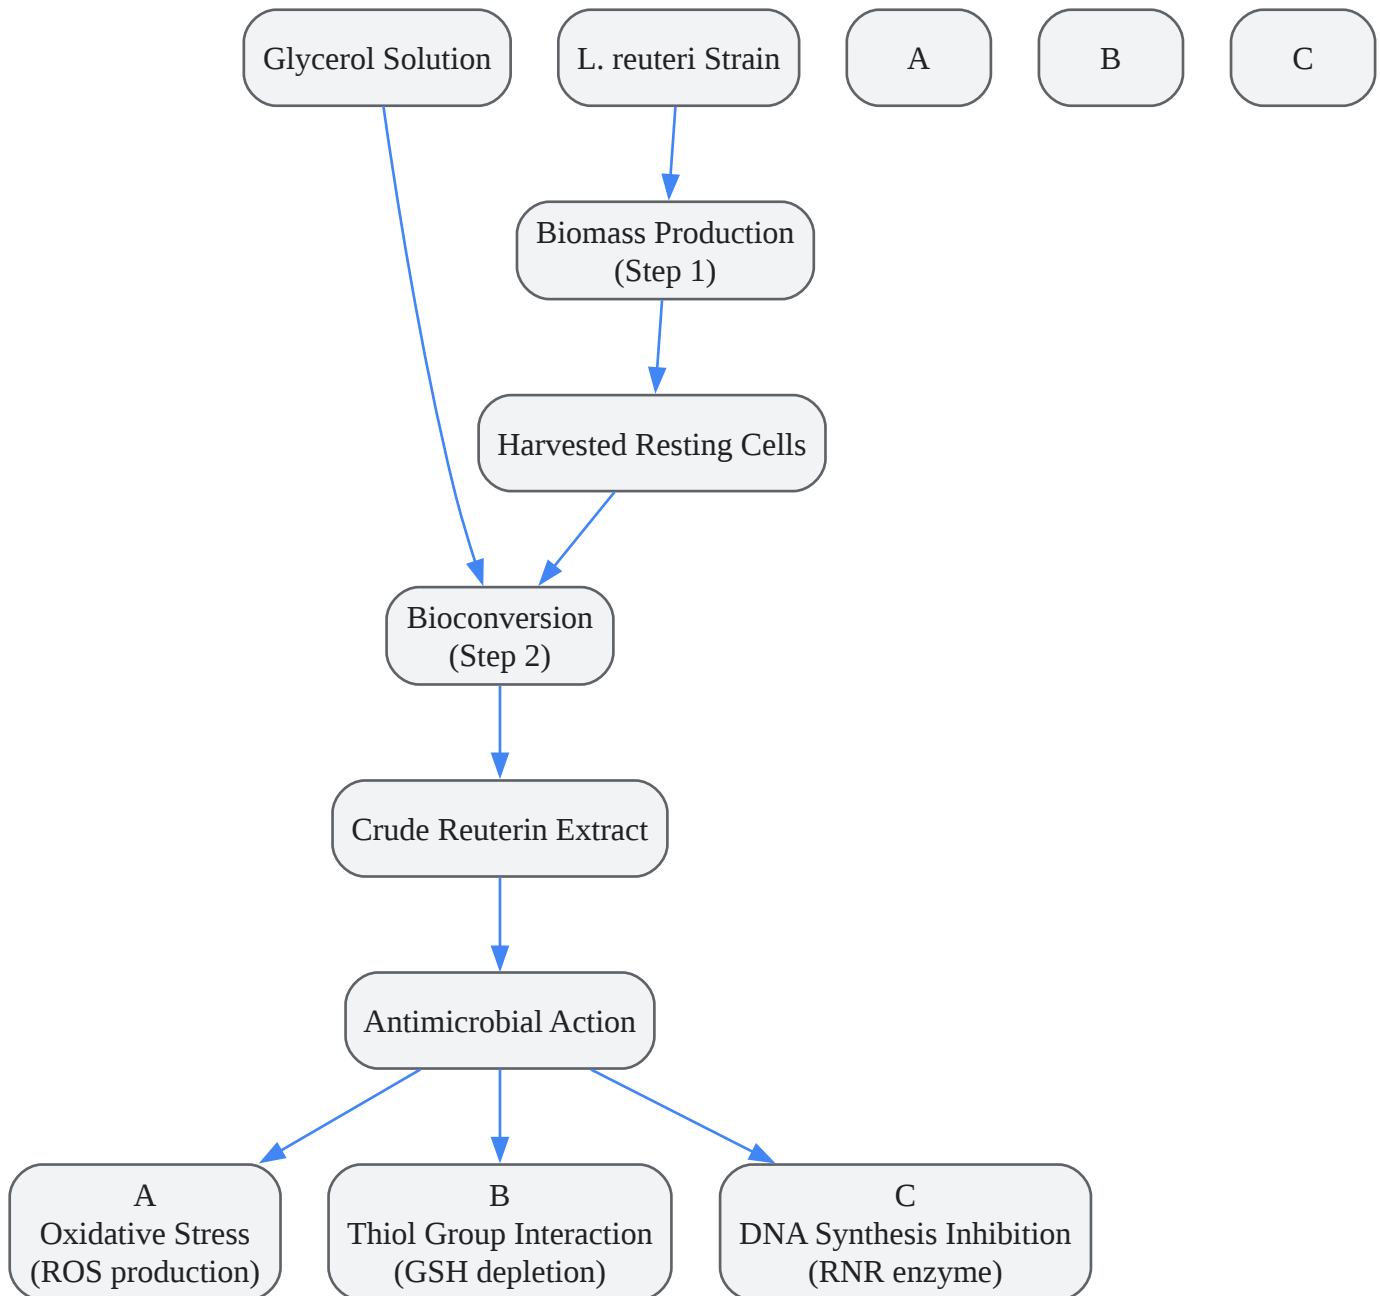 Glycerol Solution
L. reuteri Strain
A
B
C
Biomass Production
(Step 1)
Harvested Resting Cells
Bioconversion
(Step 2)
Crude Reuterin Extract
Antimicrobial Action
A
Oxidative Stress
(ROS production)
B
Thiol Group Interaction
(GSH depletion)
C
DNA Synthesis Inhibition
(RNR enzyme)